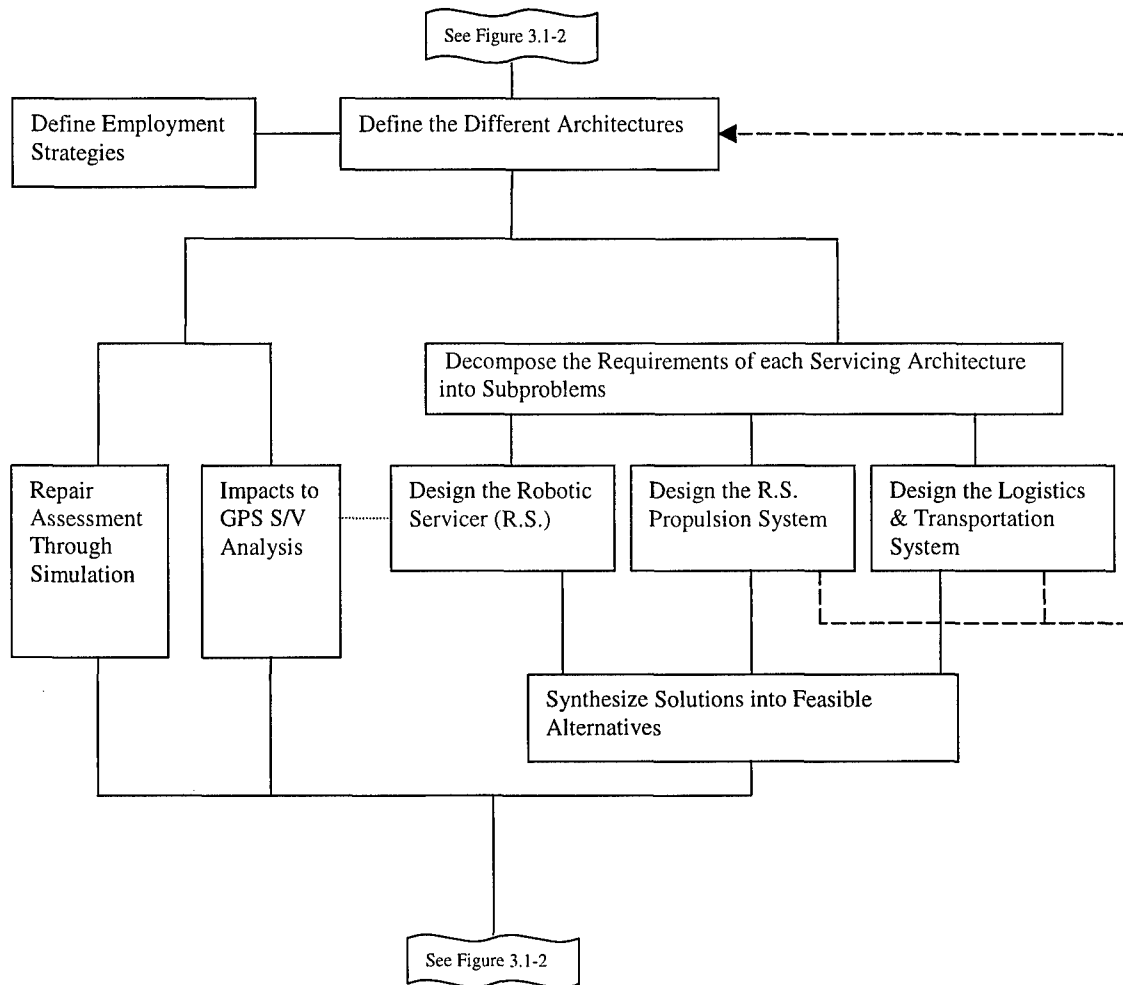 See Figure 3.1-2
Define Employment
Strategies
Define the Different Architectures
Decompose the Requirements of each Servicing Architecture
into Subproblems
Repair
Assessment
Through
Simulation
Impacts to
GPS S/V
Analysis
Design the Robotic
Servicer (R.S.)
Design the R.S.
Propulsion System
Design the Logistics
& Transportation
System
Synthesize Solutions into Feasible
Alternatives
See Figure 3.1-2